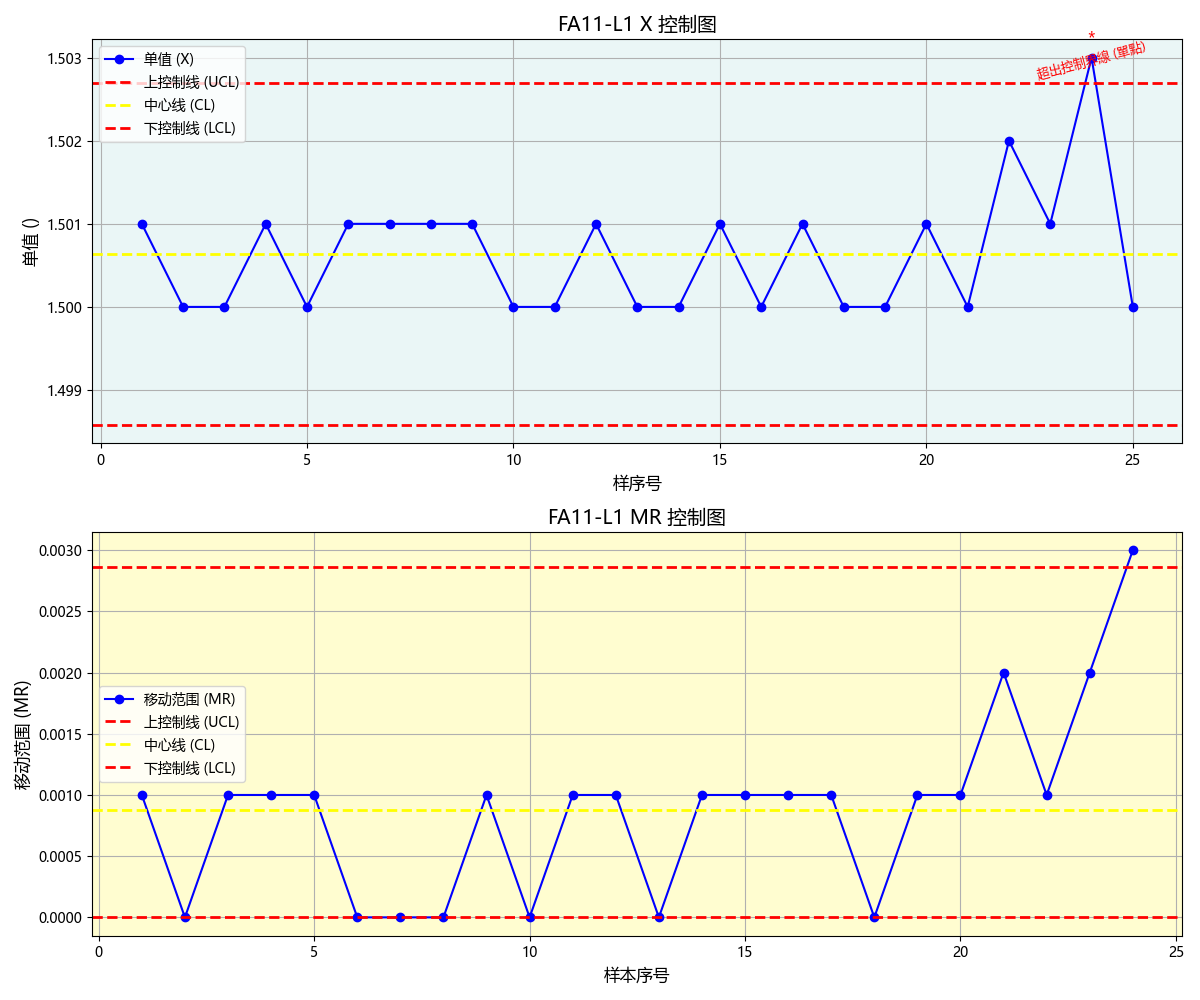 FA11-L1 X 控制图
*
超出控制界線 (單點)
1.503
1.502
1.501
1.500
1.499
单值 ()
单值 (X)
上控制线 (UCL)
中心线 (CL)
下控制线 (LCL)
0 5 10 15 20 25
样序号
FA11-L1 MR 控制图
0.0030
0.0025
0.0020
0.0015
0.0010
0.0005
0.0000
移动范围 (MR)
移动范围 (MR)
上控制线 (UCL)
中心线 (CL)
下控制线 (LCL)
0 5 10 15 20 25
样本序号